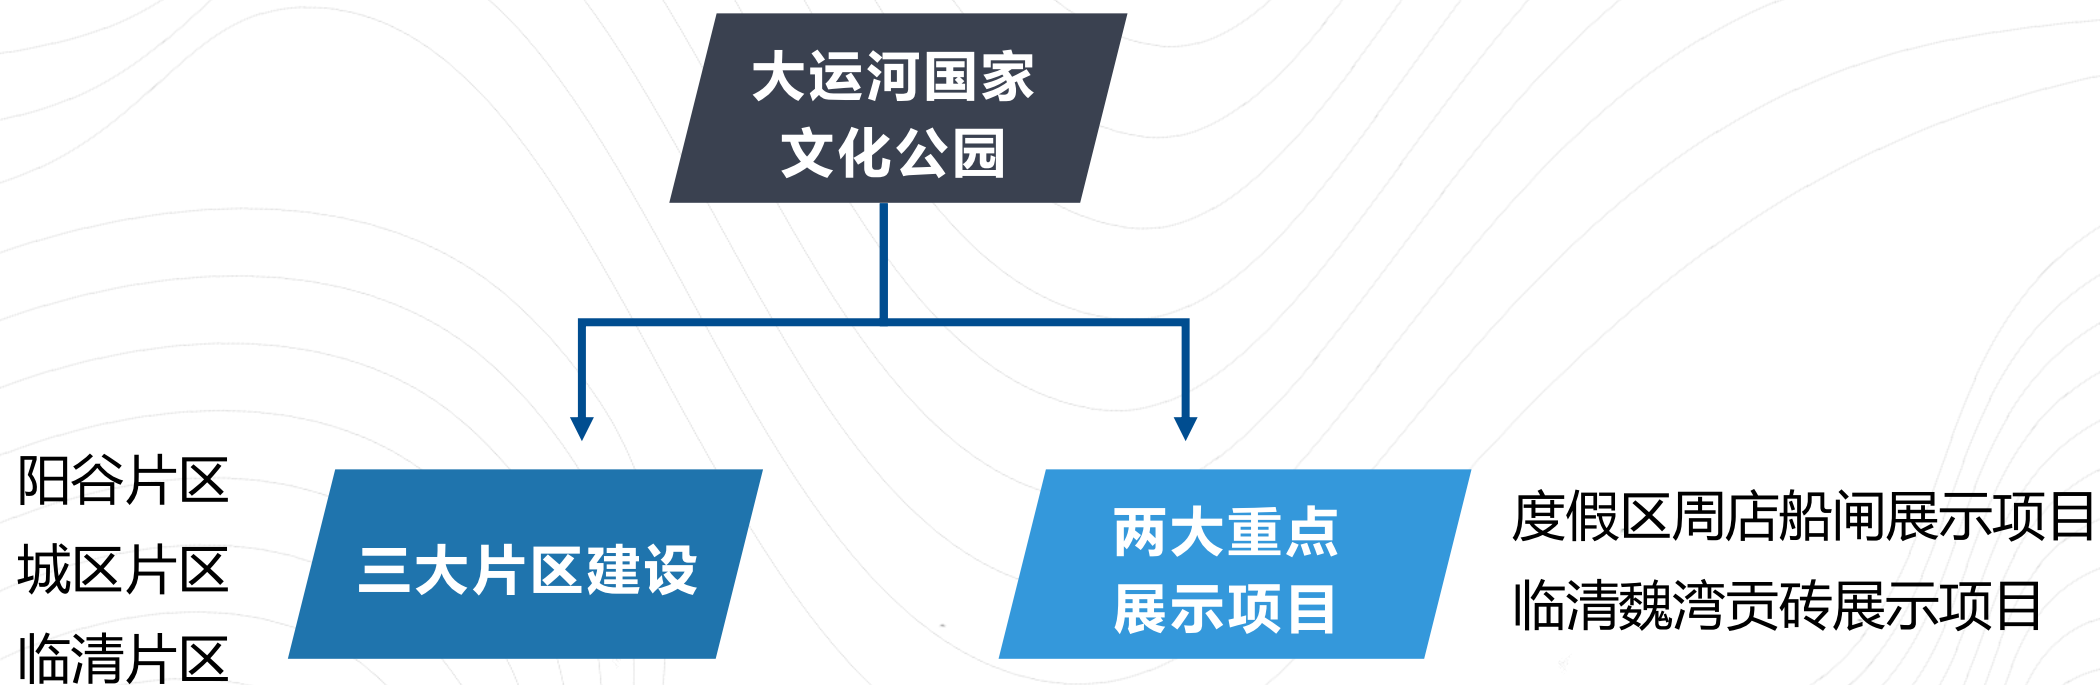 大运河国家
文化公园
阳谷片区
城区片区
临清片区
三大片区建设
两大重点
展示项目
度假区周店船闸展示项目
临清魏湾贡砖展示项目